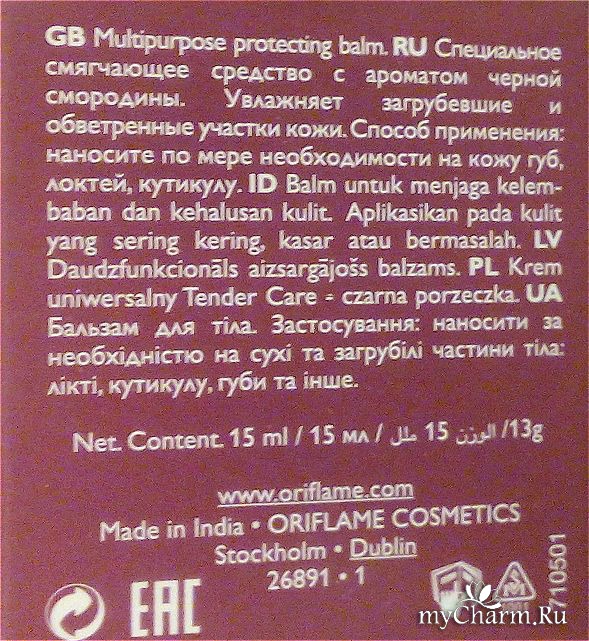 GB Multipurpose protecting balm. RU Специальное
смягчающее средство с ароматом черной
смородины. Увлажняет загрубевшие и
обветренные участки кожи. Способ применения:
наносите по мере необходимости на кожу губ,
локтей, кутикулу. ID Balm untuk menjaga kelem-
baban dan kehalusan kulit. Aplikasikan pada kulit
yang sering kering, kasar atau bermasalah. LV
Daudzfunkcionāls aizsargājošs balzams. PL Krem
uniwersalny Tender Care - czarna porzeczka. UA
Бальзам для тіла. Застосування: наносити за
необхідністю на сухі та загрубілі частини тіла:
лікті, кутикулу, губи та інше.
Net. Content. 15 ml / 15 мл / الوزن 15 ملل /13g
www.oriflame.com
Made in India • ORIFLAME COSMETICS
Stockholm • Dublin
26891 • 1
EAC
710501
myCharm.Ru